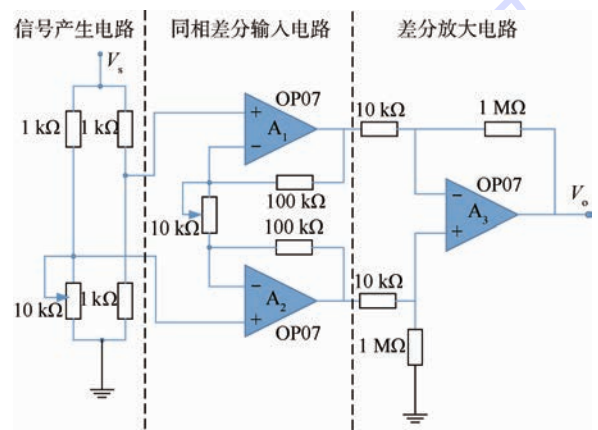 信号产生电路
同相差分输入电路
差分放大电路
Vs
1 kΩ
1 kΩ
10 kΩ
1 kΩ
OP07
+
A1
−
100 kΩ
10 kΩ
100 kΩ
−
A2
+
OP07
10 kΩ
1 MΩ
OP07
−
A3
+
Vo
10 kΩ
1 MΩ